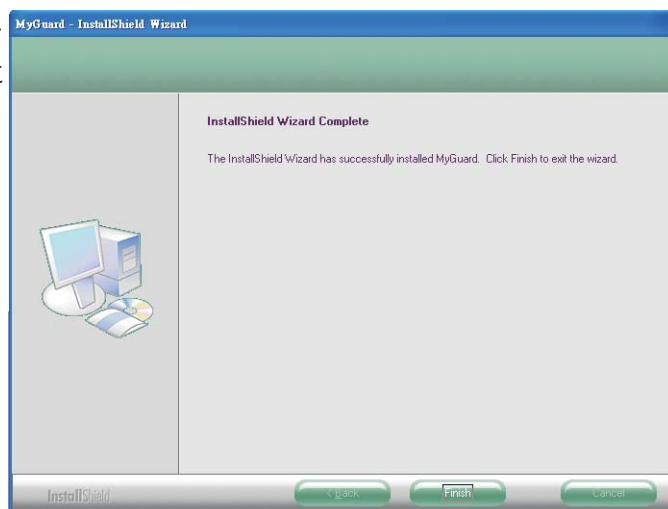 MyGuard - InstallShield Wizard
InstallShield Wizard Complete
The InstallShield Wizard has successfully installed MyGuard. Click Finish to exit the wizard.
InstallShield
< Back
Finish
Cancel